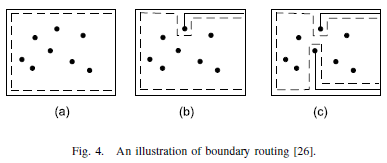 (a) (b) (c)
Fig. 4. An illustration of boundary routing [26].